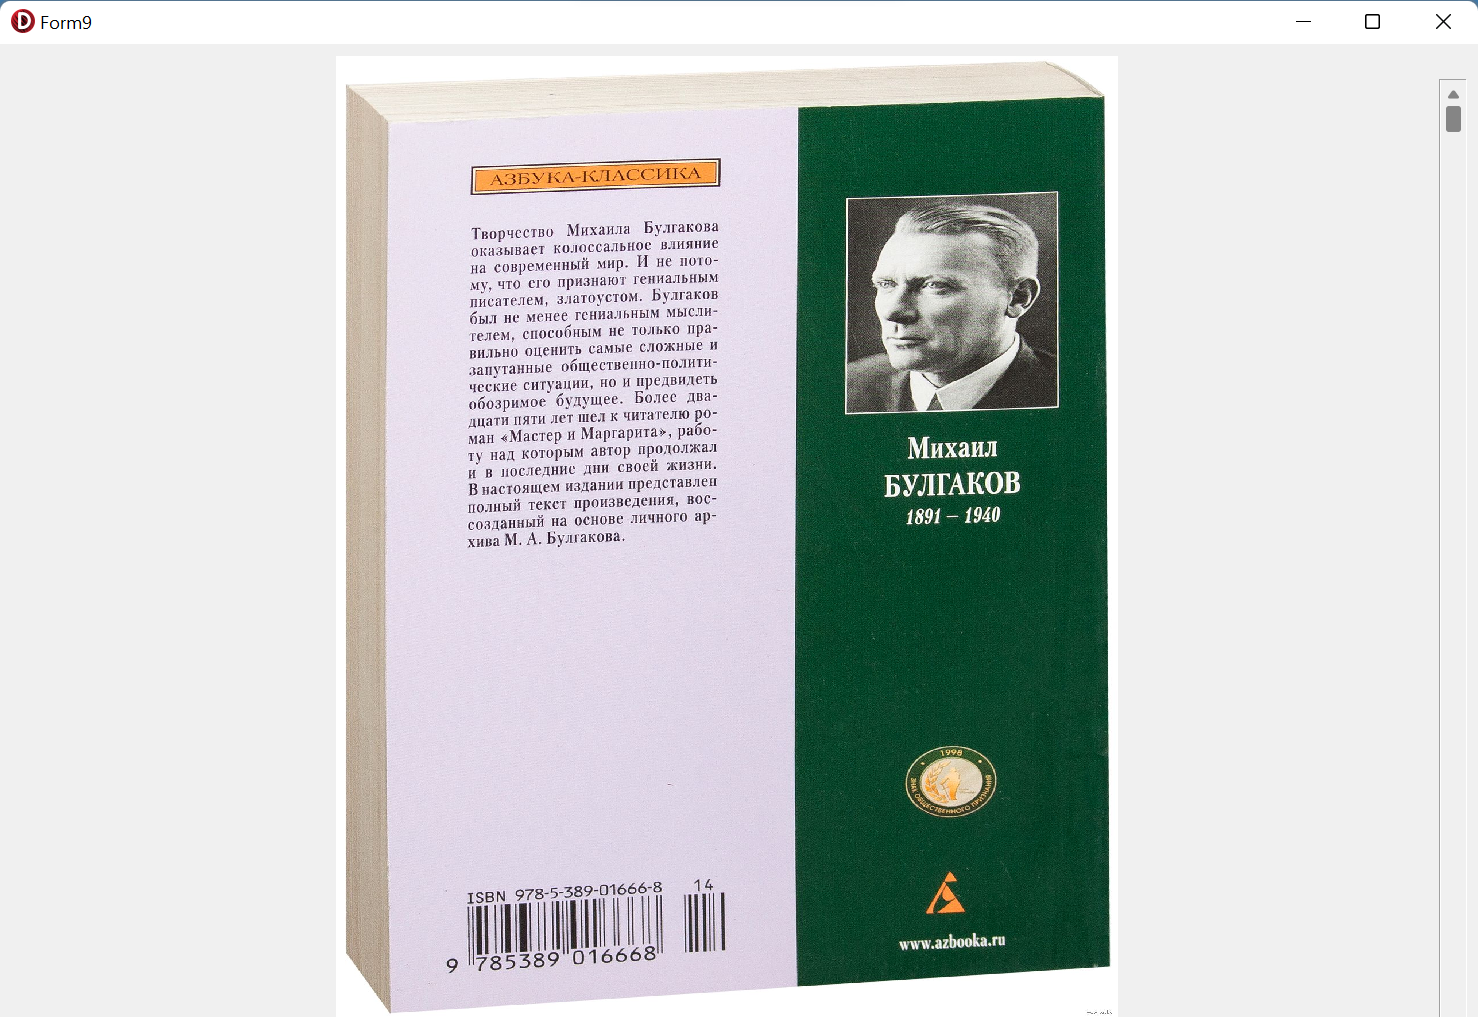 Form9
АЗБУКА-КЛАССИКА
Творчество Михаила Булгакова
оказывает колоссальное влияние
на современный мир. И не пото-
му, что его признают гениальным
писателем, златоустом. Булгаков
был не менее гениальным мысли-
телем, способным не только пра-
вильно оценить самые сложные и
запутанные общественно-полити-
ческие ситуации, но и предвидеть
обозримое будущее. Более два-
дцати пяти лет шел к читателю ро-
ман «Мастер и Маргарита», рабо-
ту над которым автор продолжал
и в последние дни своей жизни.
В настоящем издании представлен
полный текст произведения, вос-
созданный на основе личного ар-
хива М. А. Булгакова.
Михаил
БУЛГАКОВ
1891 – 1940
1998
ЗНАК ОБЩЕСТВЕННОГО ПРИЗНАНИЯ
ISBN 978-5-389-01666-8
14
9 785389 016668
www.azbooka.ru